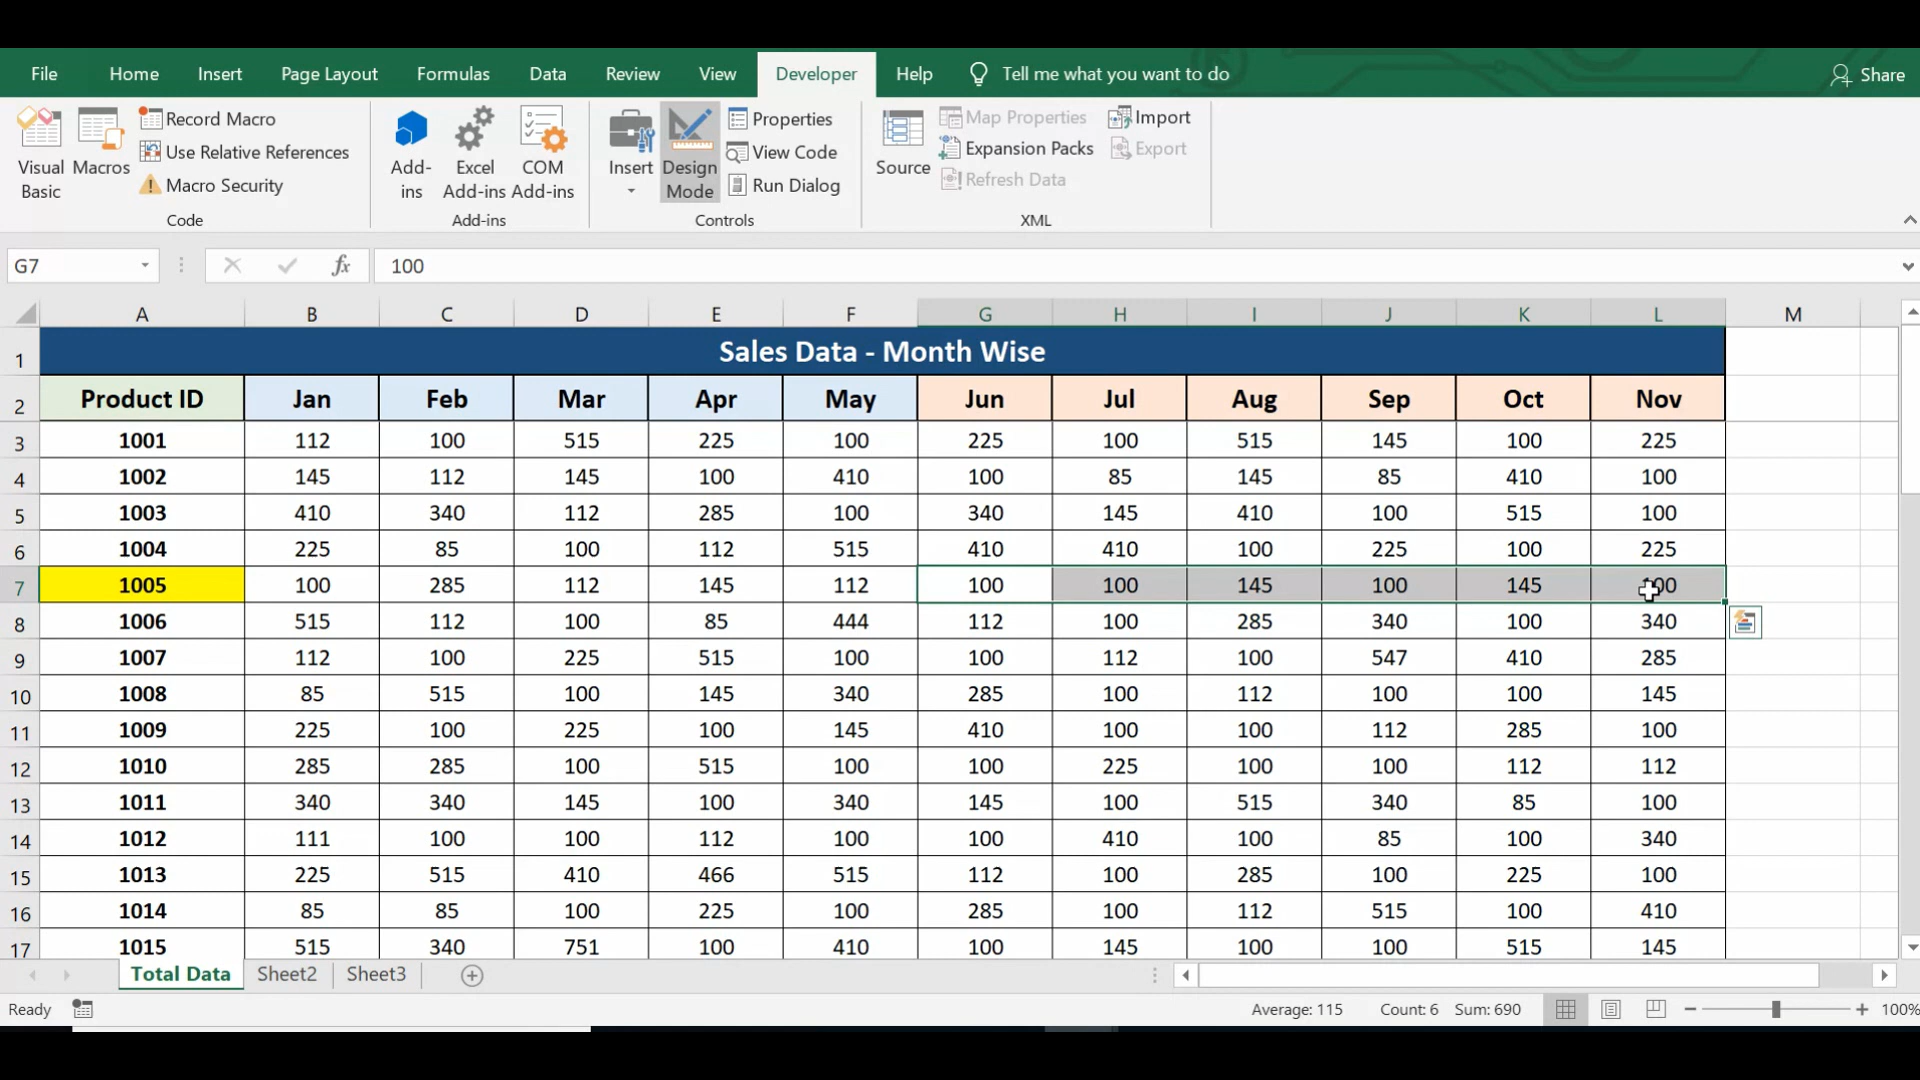 File Home Insert Page Layout Formulas Data Review View Developer Help Tell me what you want to do Share
Visual Basic
Macros
Record Macro
Use Relative References
Macro Security
Code
Add-ins
Excel Add-ins
COM Add-ins
Add-ins
Insert
Design Mode
Properties
View Code
Run Dialog
Controls
Source
Map Properties
Expansion Packs
Refresh Data
Import
Export
XML
G7 fx 100
A B C D E F G H I J K L M
1 Sales Data - Month Wise
2 Product ID Jan Feb Mar Apr May Jun Jul Aug Sep Oct Nov
3 1001 112 100 515 225 100 225 100 515 145 100 225
4 1002 145 112 145 100 410 100 85 145 85 410 100
5 1003 410 340 112 285 100 340 145 410 100 515 100
6 1004 225 85 100 112 515 410 410 100 225 100 225
7 1005 100 285 112 145 112 100 100 145 100 145 100
8 1006 515 112 100 85 444 112 100 285 340 100 340
9 1007 112 100 225 515 100 100 112 100 547 410 285
10 1008 85 515 100 145 340 285 100 112 100 100 145
11 1009 225 100 225 100 145 410 100 100 112 285 100
12 1010 285 285 100 515 100 100 225 100 100 112 112
13 1011 340 340 145 100 340 145 100 515 340 85 100
14 1012 111 100 100 112 100 100 410 100 85 100 340
15 1013 225 515 410 466 515 112 100 285 100 225 100
16 1014 85 85 100 225 100 285 100 112 515 100 410
17 1015 515 340 751 100 410 100 145 100 100 515 145
Total Data Sheet2 Sheet3
Ready Average: 115 Count: 6 Sum: 690 100%